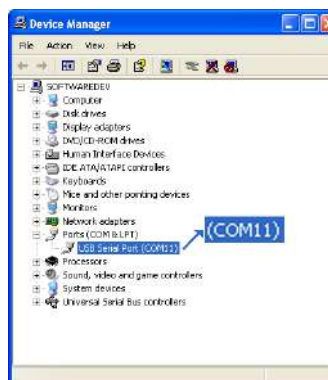 Device Manager
File Action View Help
SOFTWAREDEV
Computer
Disk drives
Display adapters
DVD/CD-ROM drives
Human Interface Devices
IDE ATA/ATAPI controllers
Keyboards
Mice and other pointing devices
Monitors
Network adapters
Ports (COM & LPT)
USB Serial Port (COM11)
(COM11)
Processors
Sound, video and game controllers
System devices
Universal Serial Bus controllers